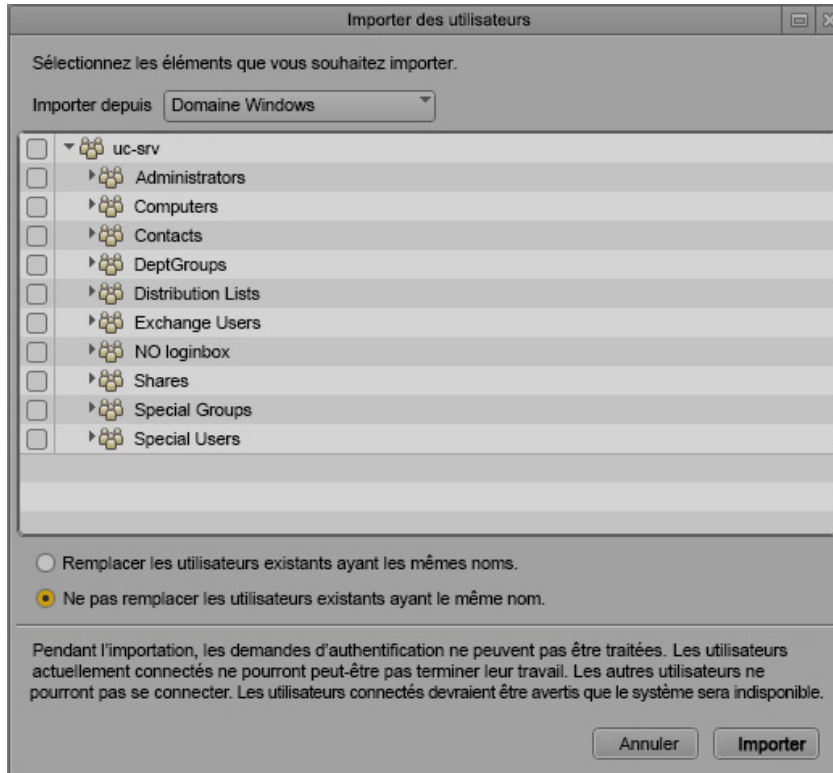 Importer des utilisateurs
Sélectionnez les éléments que vous souhaitez importer.
Importer depuis Domaine Windows
uc-srv
Administrators
Computers
Contacts
DeptGroups
Distribution Lists
Exchange Users
NO loginbox
Shares
Special Groups
Special Users
Remplacer les utilisateurs existants ayant les mêmes noms.
Ne pas remplacer les utilisateurs existants ayant le même nom.
Pendant l'importation, les demandes d'authentification ne peuvent pas être traitées. Les utilisateurs
actuellement connectés ne pourront peut-être pas terminer leur travail. Les autres utilisateurs ne
pourront pas se connecter. Les utilisateurs connectés devraient être avertis que le système sera indisponible.
Annuler Importer